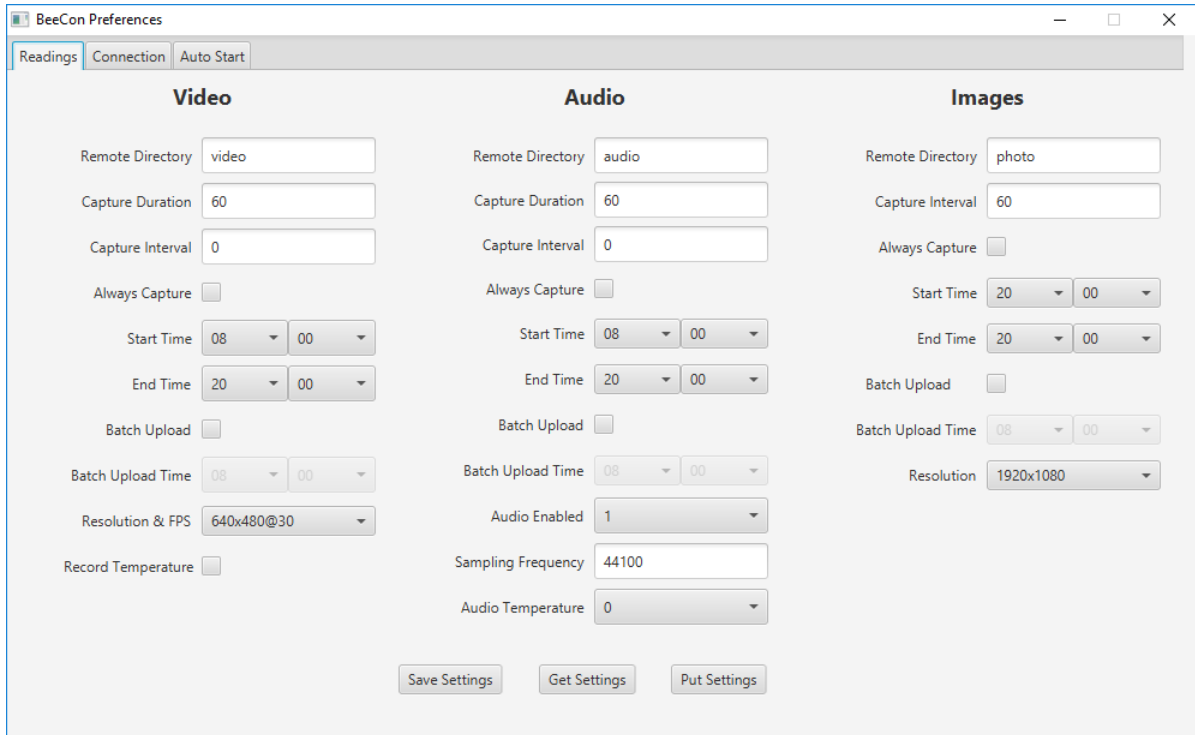 BeeCon Preferences
Readings Connection Auto Start
Video
Remote Directory video
Capture Duration 60
Capture Interval 0
Always Capture
Start Time 08 00
End Time 20 00
Batch Upload
Batch Upload Time 08 00
Resolution & FPS 640x480@30
Record Temperature
Audio
Remote Directory audio
Capture Duration 60
Capture Interval 0
Always Capture
Start Time 08 00
End Time 20 00
Batch Upload
Batch Upload Time 08 00
Audio Enabled 1
Sampling Frequency 44100
Audio Temperature 0
Images
Remote Directory photo
Capture Interval 60
Always Capture
Start Time 20 00
End Time 20 00
Batch Upload
Batch Upload Time 08 00
Resolution 1920x1080
Save Settings Get Settings Put Settings